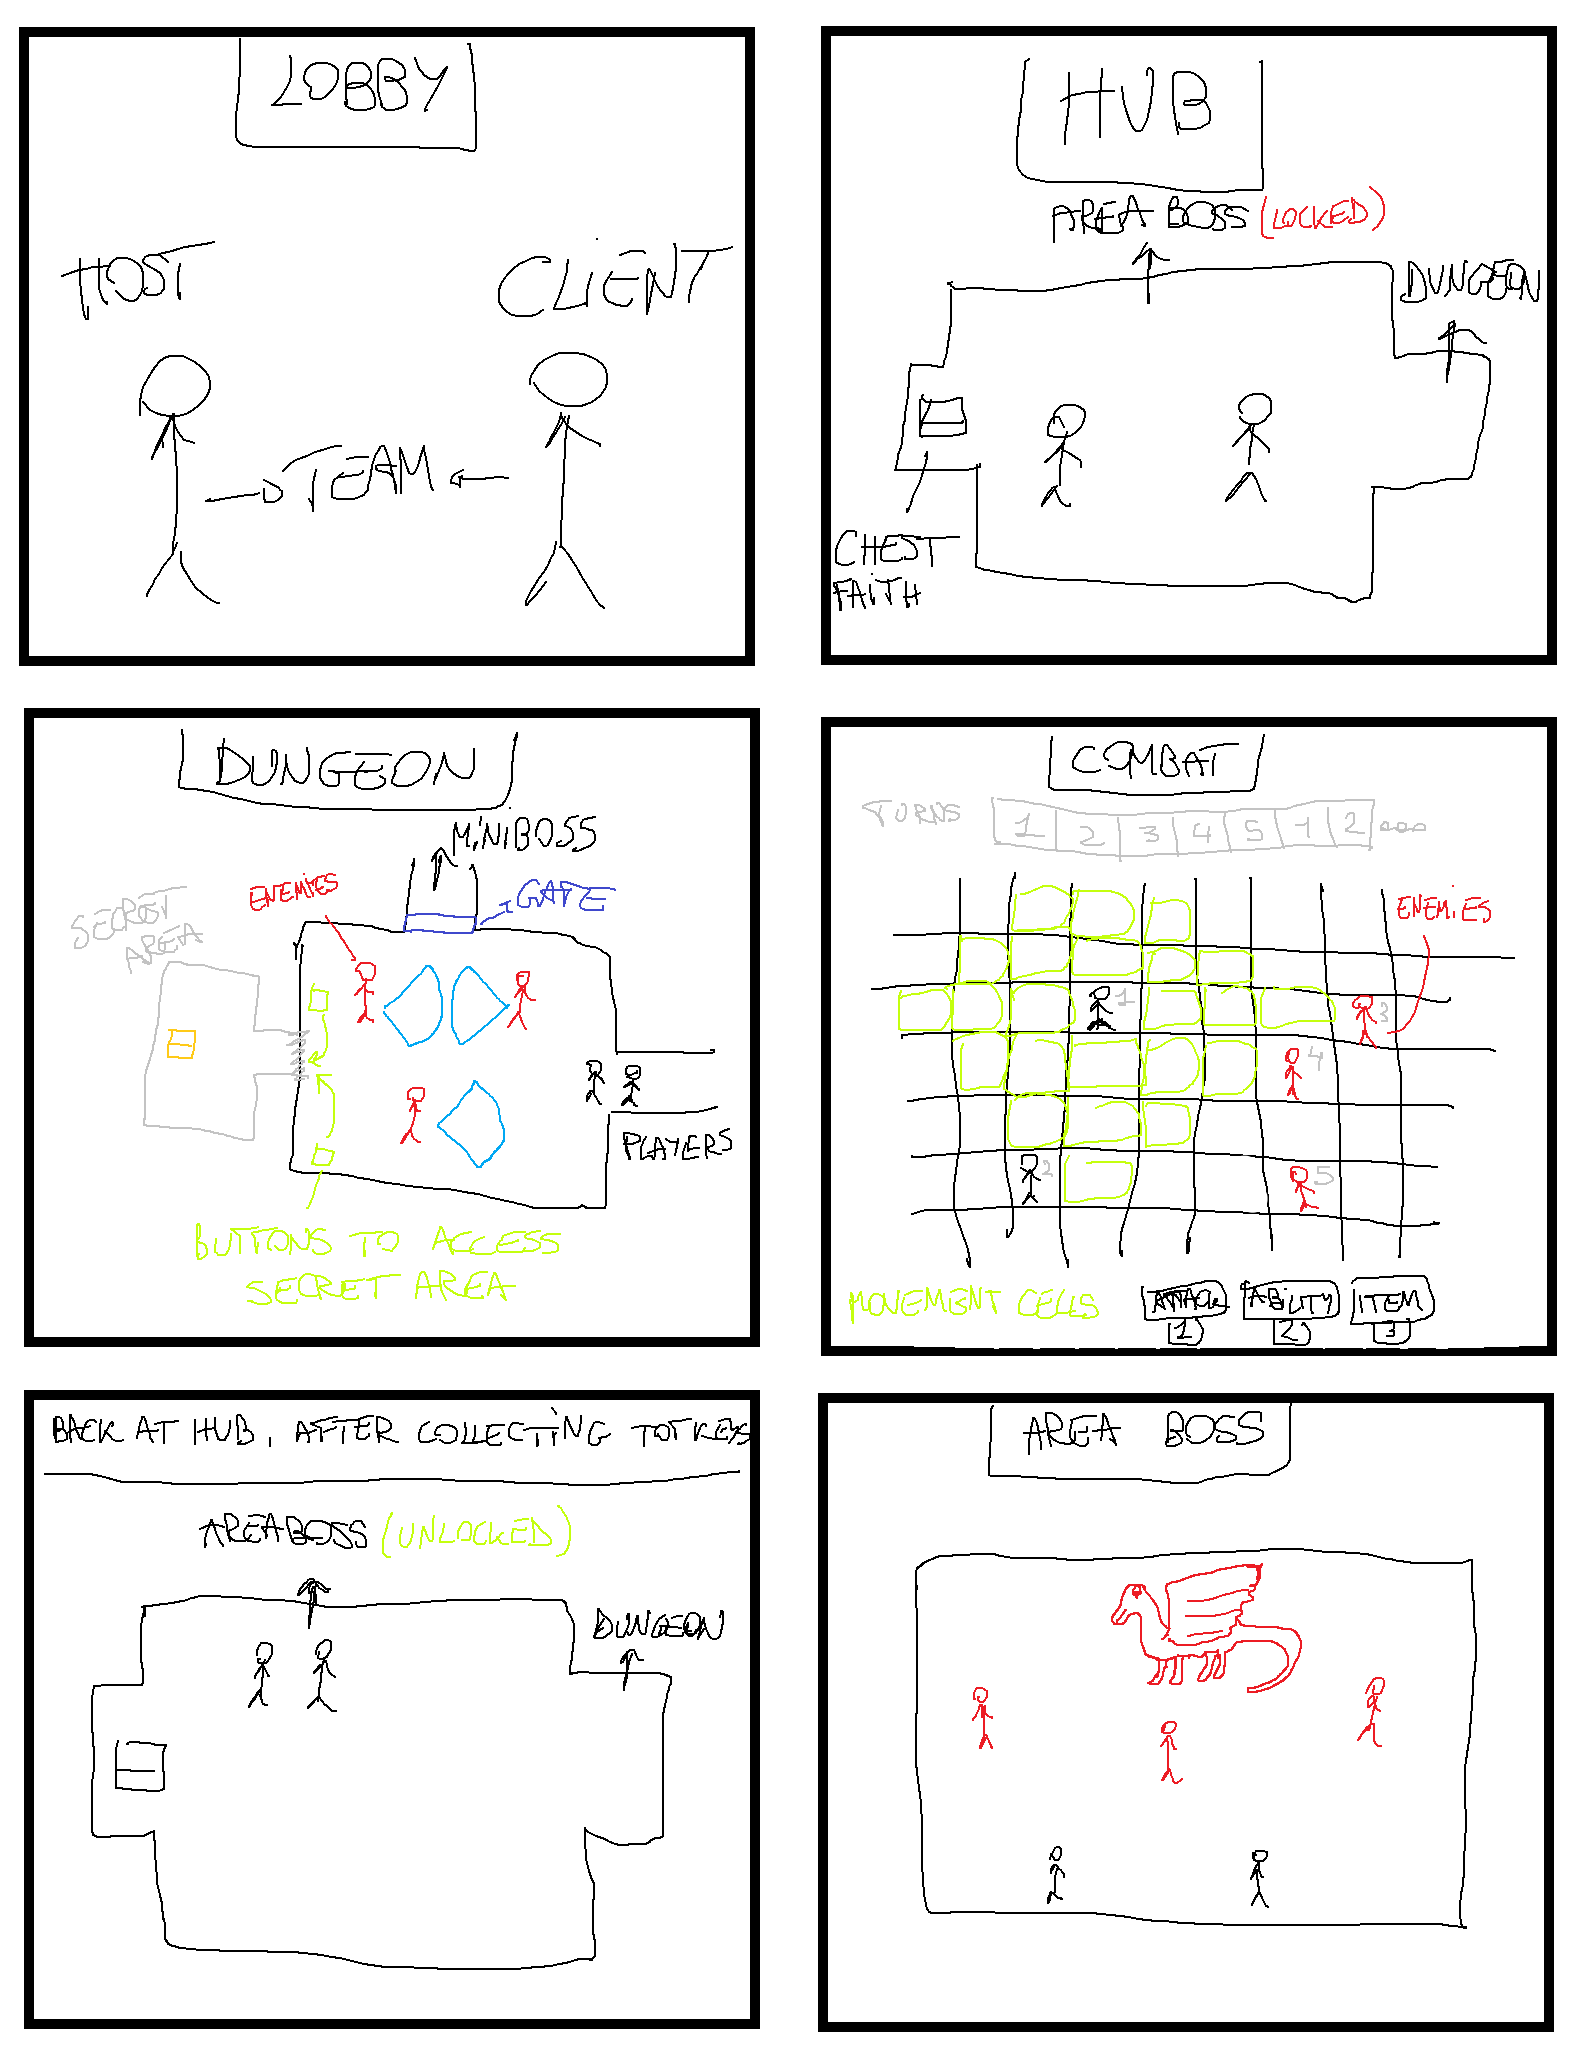 LOBBY
HOST
CLIENT
TEAM
HUB
AREA BOSS (LOCKED)
DUNGEON
CHEST
FAITH
DUNGEON
MINIBOSS
ENEMIES
GATE
SECRET
AREA
PLAYERS
BUTTONS TO ACCESS
SECRET AREA
COMBAT
TURNS 1 2 3 4 5 1 2 ...
ENEMIES
1
3
4
2
5
MOVEMENT CELLS
ATTACK ABILITY ITEM
1 2 3
BACK AT HUB, AFTER COLLECTING TOT KEYS
AREA BOSS (UNLOCKED)
DUNGEON
AREA BOSS